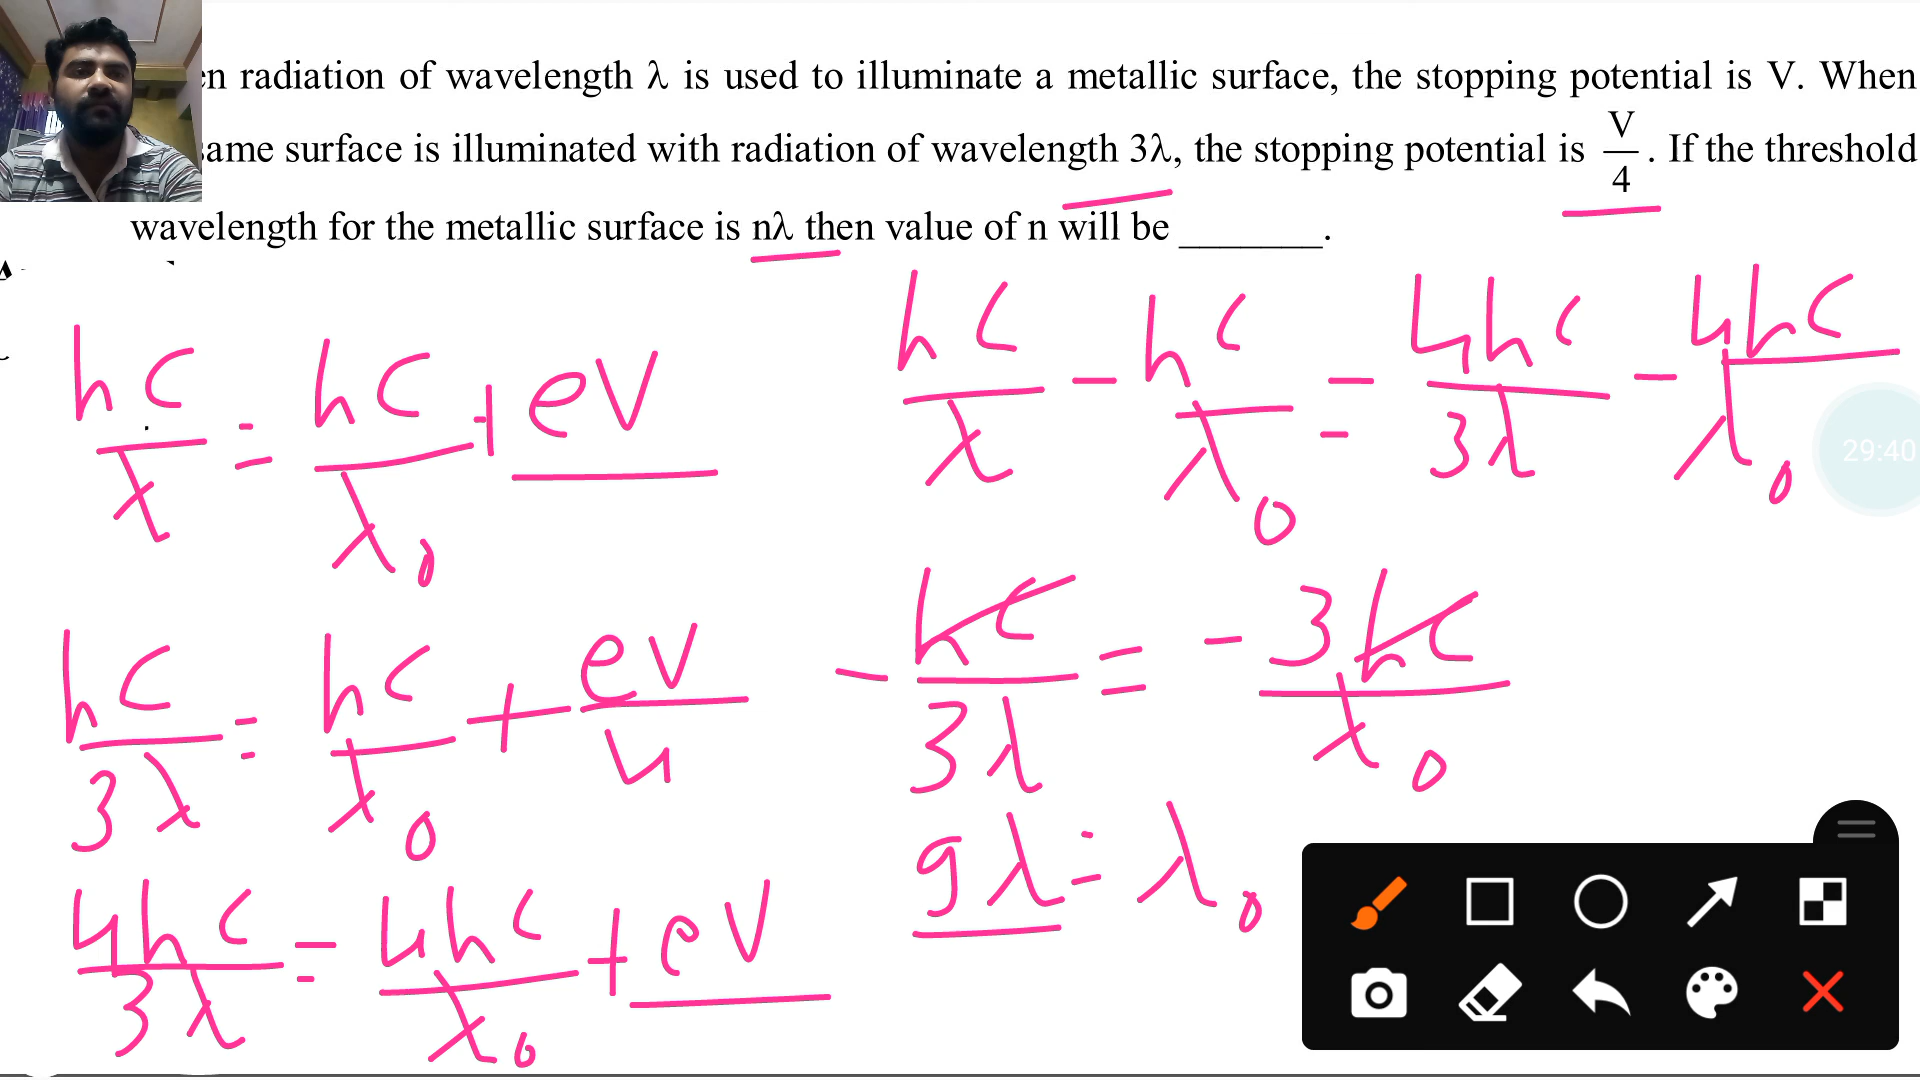 en radiation of wavelength λ is used to illuminate a metallic surface, the stopping potential is V. When
same surface is illuminated with radiation of wavelength 3λ, the stopping potential is V/4. If the threshold
wavelength for the metallic surface is nλ then value of n will be _______.
hc/λ = hc/λ₀ + eV
hc/3λ = hc/λ₀ + eV/4
4hc/3λ = 4hc/λ₀ + eV
hc/λ - hc/λ₀ = 4hc/3λ - 4hc/λ₀
- hc/3λ = - 3hc/λ₀
9λ = λ₀
29:40